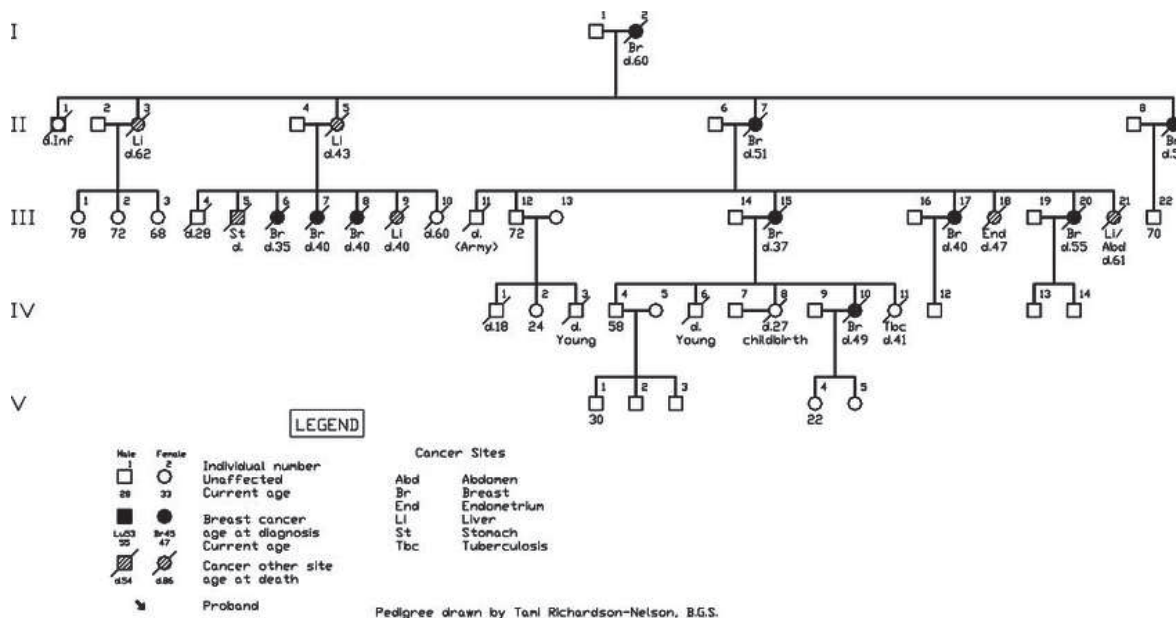 I
1 2
Br
d.60
II
1 2 3 4 5 6 7 8
d.Inf Li Li Br
d.62 d.43 d.51
III
1 2 3 4 5 6 7 8 9 10 11 12 13 14 15 16 17 18 19 20 21 22
78 72 68 d.28 St Br Br Br Li d.60 d. 72 Br Br End Br Li/ 70
d. d.35 d.40 d.40 d.40 (Army) d.37 d.40 d.47 d.55 Abd
d.61
IV
1 2 3 4 5 6 7 8 9 10 11 12 13 14
d.18 24 d. 58 d. d.27 Br Tbc
Young Young childbirth d.49 d.41
V
1 2 3 4 5
30 22
LEGEND
Male Female
1 2 Individual number
Unaffected
28 33 Current age
Breast cancer
Lu53 Br45 age at diagnosis
55 47 Current age
Cancer other site
d.54 d.86 age at death
Proband
Cancer Sites
Abd Abdomen
Br Breast
End Endometrium
Li Liver
St Stomach
Tbc Tuberculosis
Pedigree drawn by Tami Richardson-Nelson, B.G.S.